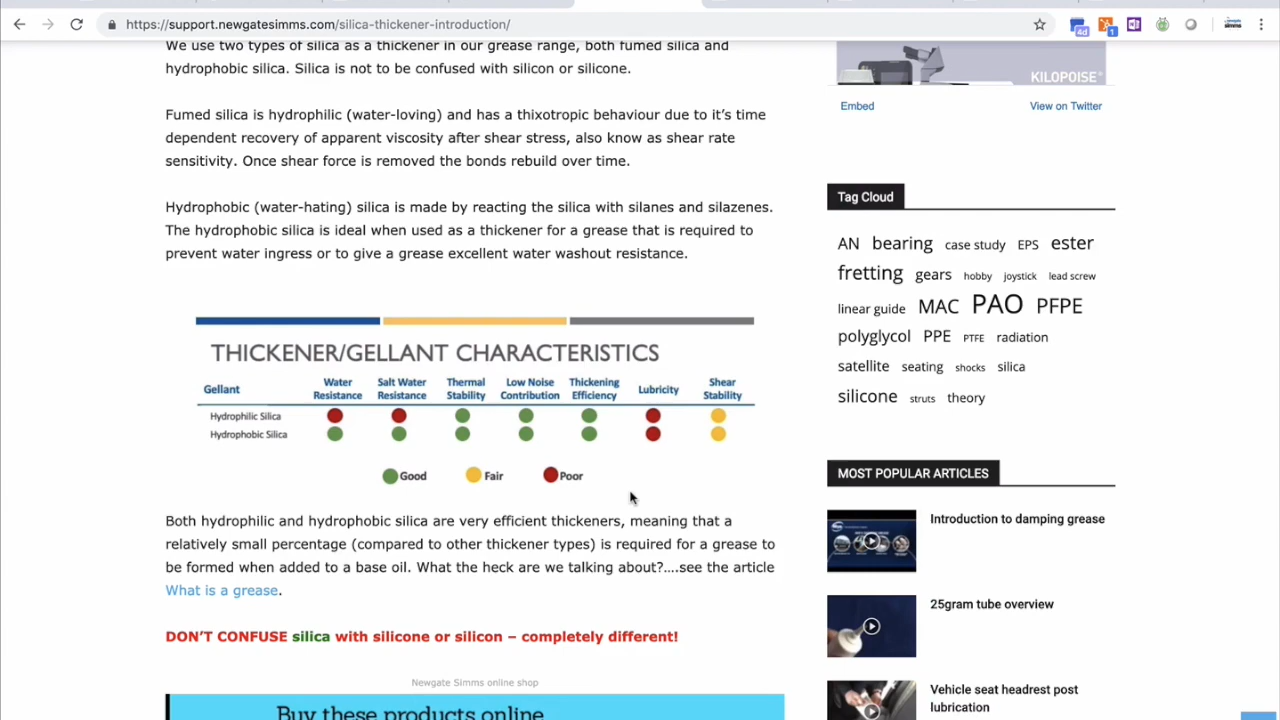 https://support.newgatesimms.com/silica-thickener-introduction/
4d
1
We use two types of silica as a thickener in our grease range, both fumed silica and
hydrophobic silica. Silica is not to be confused with silicon or silicone.
Fumed silica is hydrophilic (water-loving) and has a thixotropic behaviour due to it’s time
dependent recovery of apparent viscosity after shear stress, also know as shear rate
sensitivity. Once shear force is removed the bonds rebuild over time.
Hydrophobic (water-hating) silica is made by reacting the silica with silanes and silazenes.
The hydrophobic silica is ideal when used as a thickener for a grease that is required to
prevent water ingress or to give a grease excellent water washout resistance.
THICKENER/GELLANT CHARACTERISTICS
Gellant Water Resistance Salt Water Resistance Thermal Stability Low Noise Contribution Thickening Efficiency Lubricity Shear Stability
Hydrophilic Silica
Hydrophobic Silica
Good Fair Poor
Both hydrophilic and hydrophobic silica are very efficient thickeners, meaning that a
relatively small percentage (compared to other thickener types) is required for a grease to
be formed when added to a base oil. What the heck are we talking about?....see the article
What is a grease.
DON’T CONFUSE silica with silicone or silicon – completely different!
Newgate Simms online shop
Buy these products online
KILOPOISE®
Embed View on Twitter
Tag Cloud
AN bearing case study EPS ester
fretting gears hobby joystick lead screw
linear guide MAC PAO PFPE
polyglycol PPE PTFE radiation
satellite seating shocks silica
silicone struts theory
MOST POPULAR ARTICLES
Introduction to damping grease
25gram tube overview
Vehicle seat headrest post
lubrication